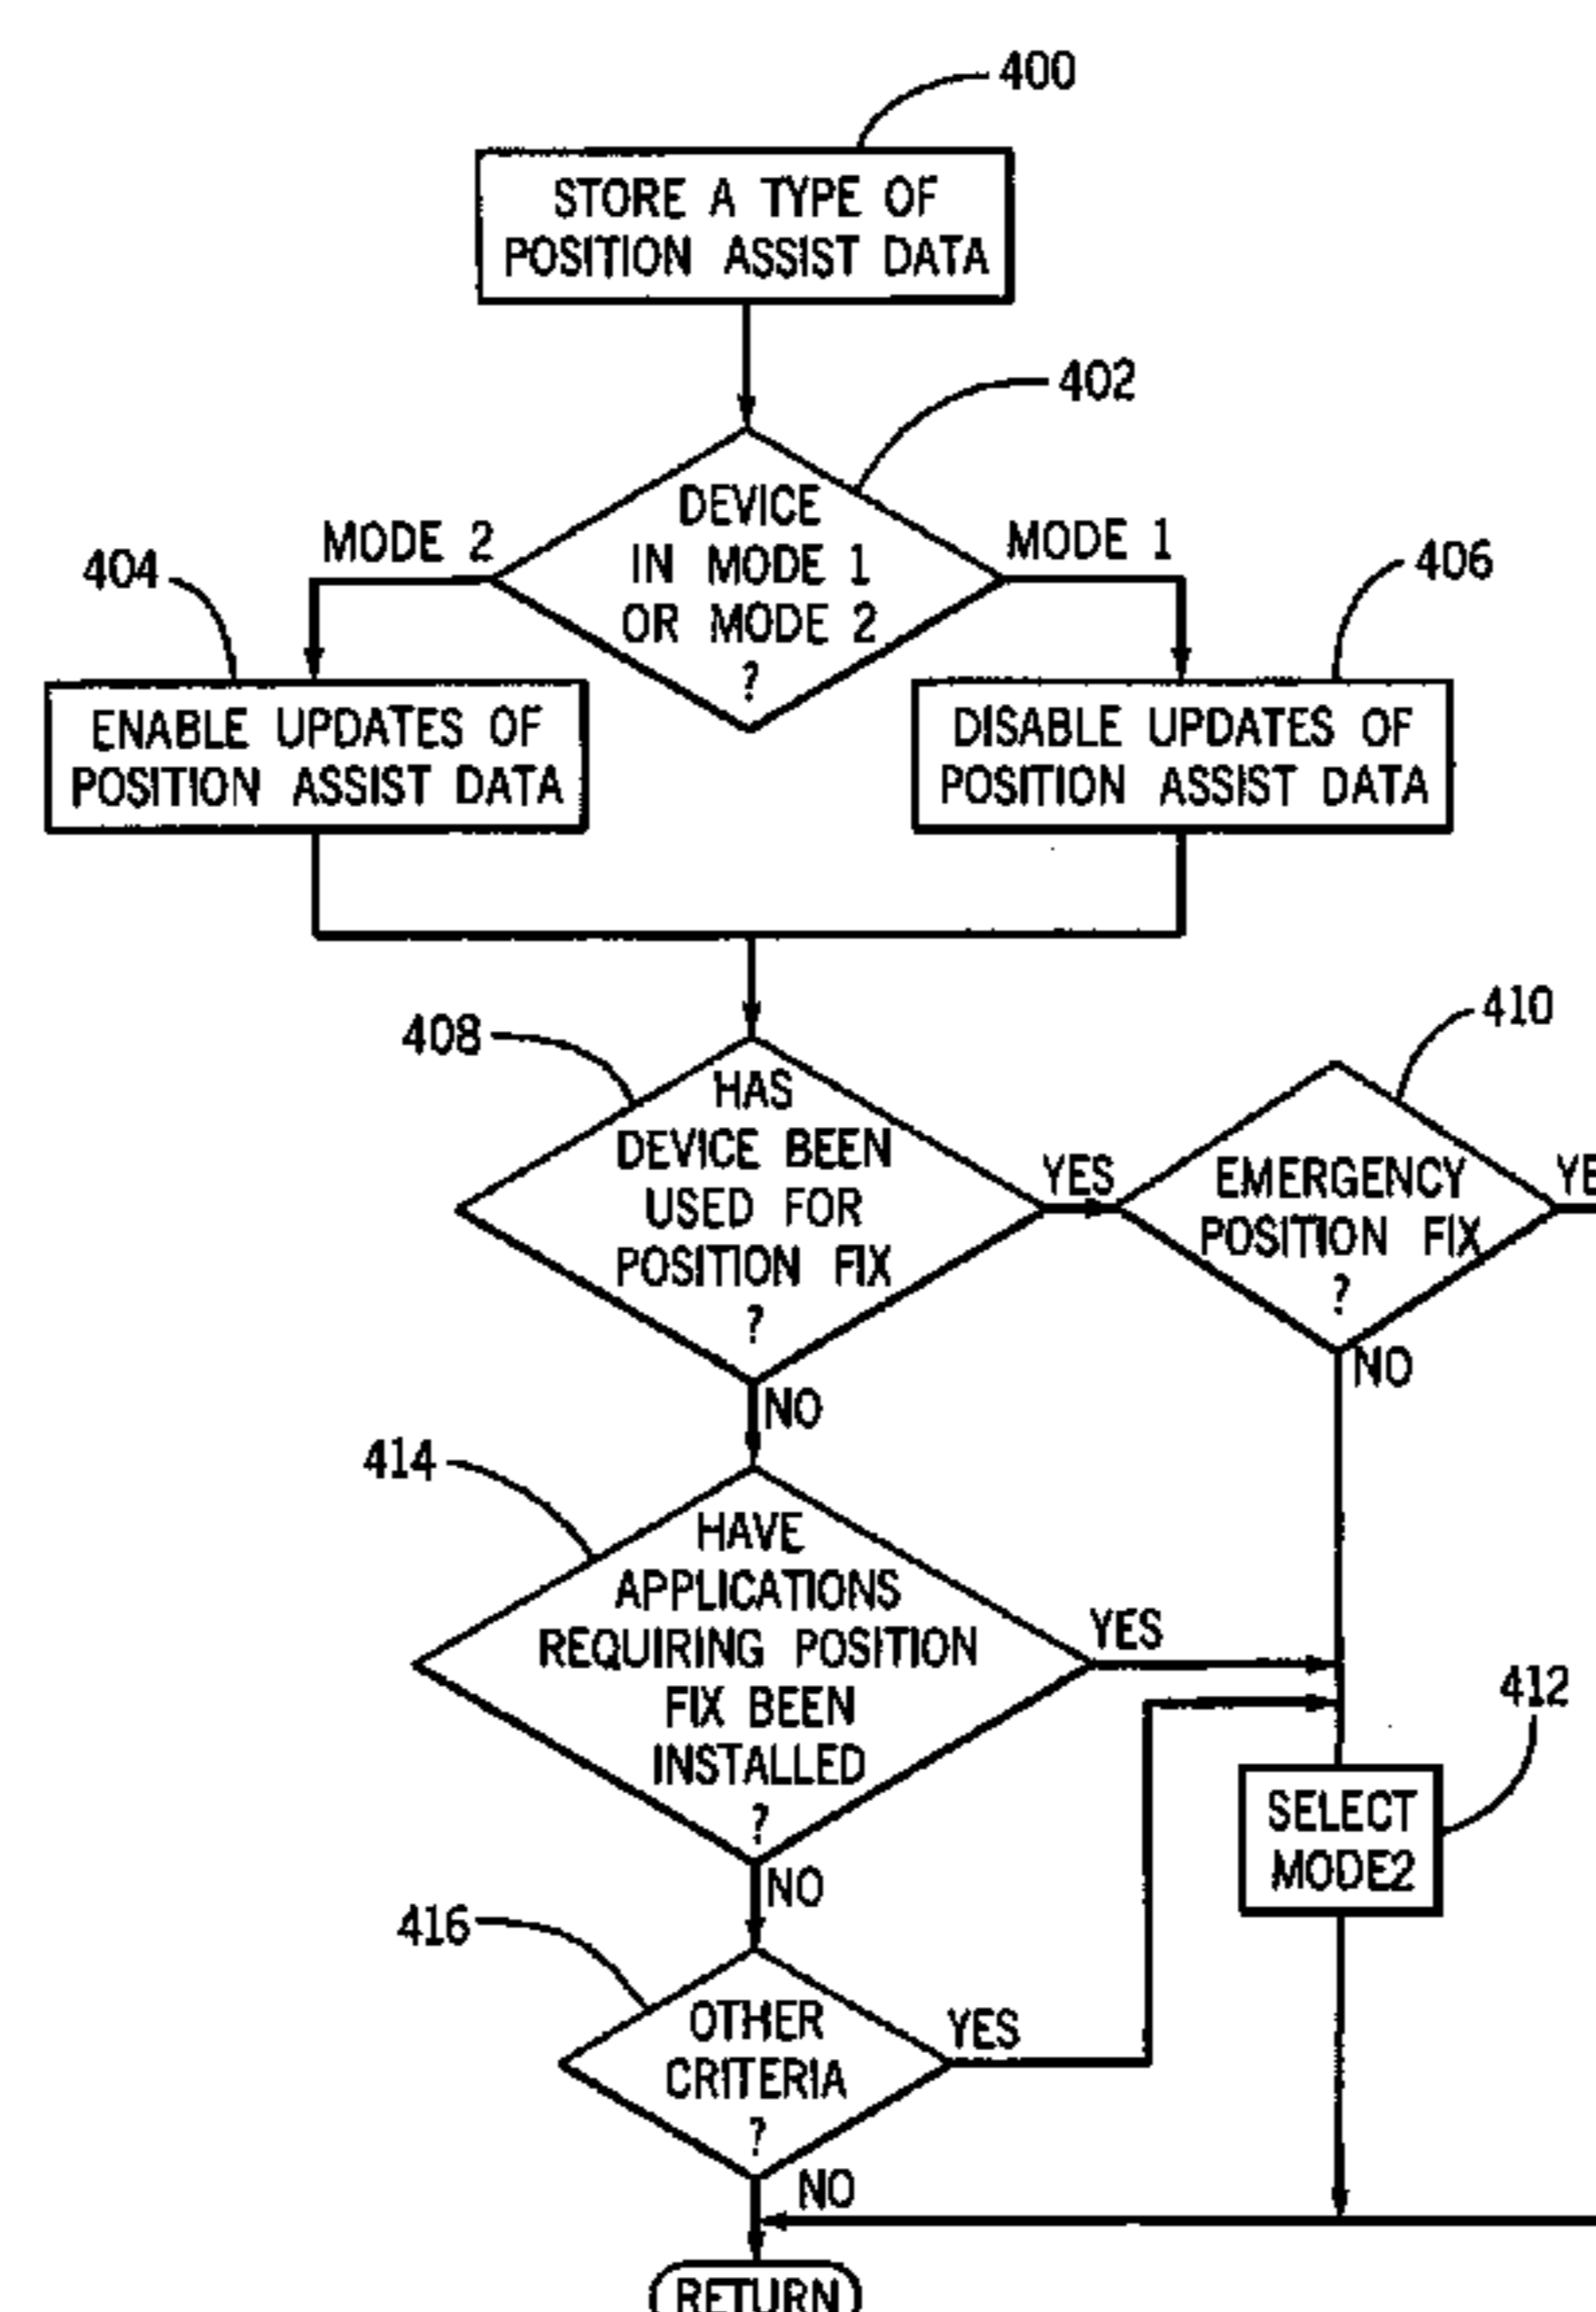 400
STORE A TYPE OF
POSITION ASSIST DATA
402
DEVICE
IN MODE 1
OR MODE 2
?
MODE 2
MODE 1
404
406
ENABLE UPDATES OF
POSITION ASSIST DATA
DISABLE UPDATES OF
POSITION ASSIST DATA
408
HAS
DEVICE BEEN
USED FOR
POSITION FIX
?
YES
410
EMERGENCY
POSITION FIX
?
YE
NO
NO
414
HAVE
APPLICATIONS
REQUIRING POSITION
FIX BEEN
INSTALLED
?
YES
412
SELECT
MODE2
NO
416
OTHER
CRITERIA
?
YES
NO
RETURN